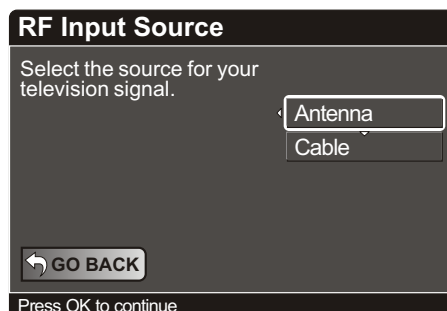 RF Input Source
Select the source for your
television signal.
Antenna
Cable
GO BACK
Press OK to continue